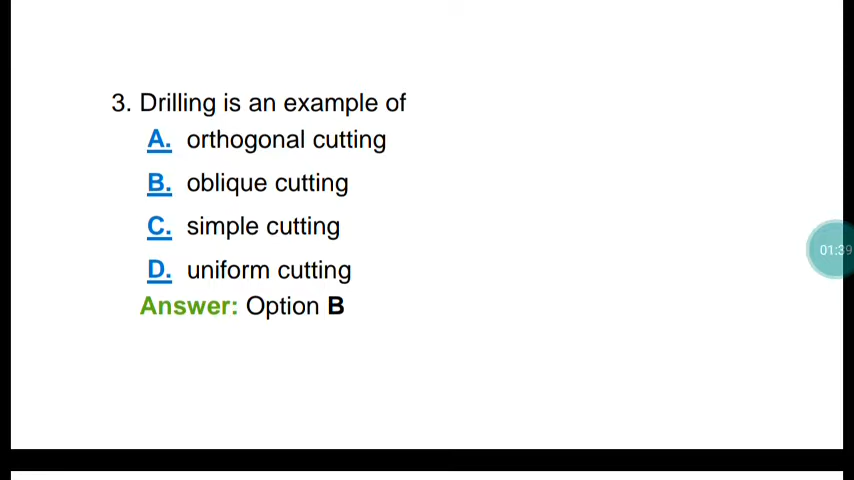 3. Drilling is an example of
A. orthogonal cutting
B. oblique cutting
C. simple cutting
D. uniform cutting
Answer: Option B
01:39